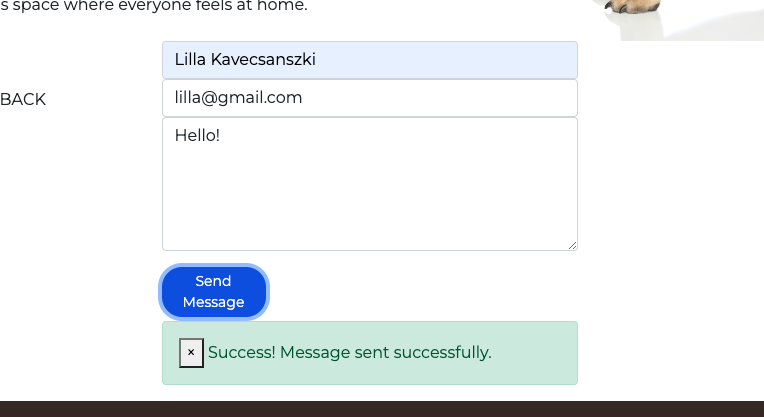 s space where everyone feels at home.
Lilla Kavecsanszki
BACK
lilla@gmail.com
Hello!
Send
Message
× Success! Message sent successfully.